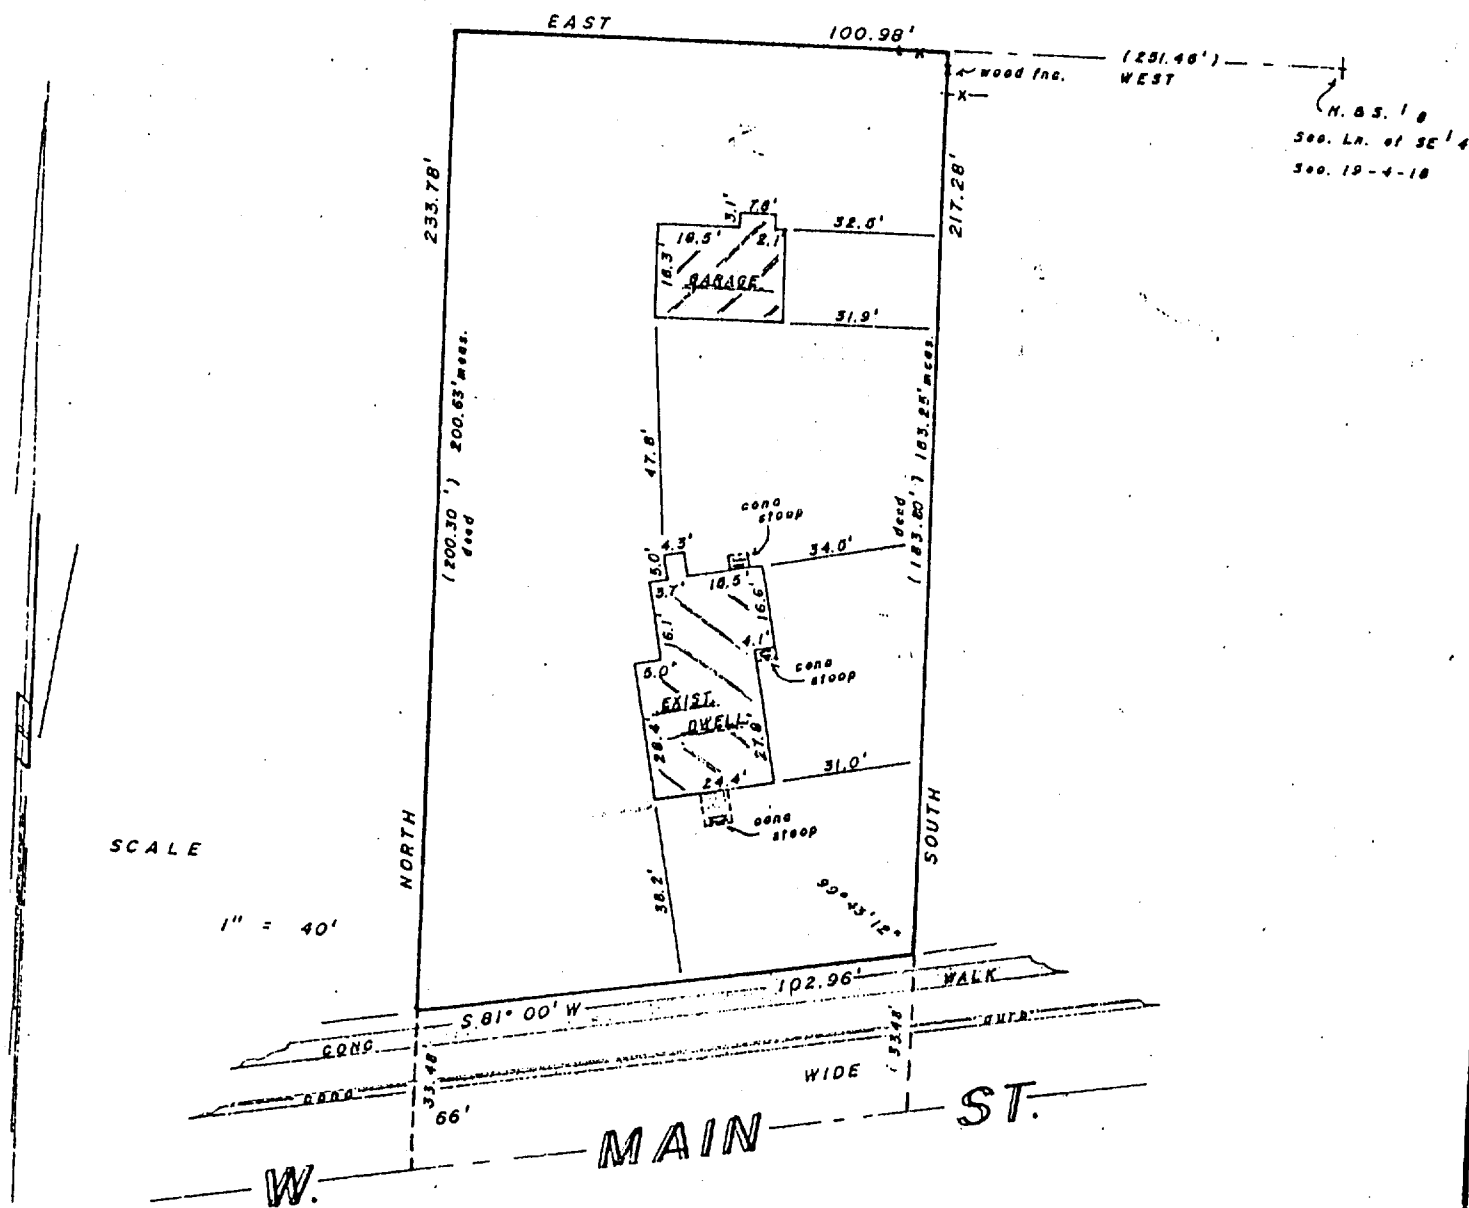 EAST
100.98'
(251.46')
WEST
wood fnc.
X
N. & S. 1/8
Sec. Ln. of SE 1/4
Sec. 19-4-18
233.78'
217.28'
3.1'
7.8'
2.1'
18.5'
18.3'
GARAGE
32.5'
31.9'
200.63' meas.
(200.30')
deed
183.25' meas.
(183.80')
deed
47.8'
conc
stoop
4.3'
5.0'
3.7'
18.5'
16.6'
34.0'
16.1'
4.1'
conc
stoop
5.0'
EXIST.
DWELL.
28.4'
27.8'
24.4'
31.0'
conc
stoop
38.2'
NORTH
SOUTH
SCALE
1" = 40'
102.96'
S 81° 00' W
WALK
CONC
CURB
CONC
33.48'
(33.48'
WIDE
66'
W. MAIN ST.